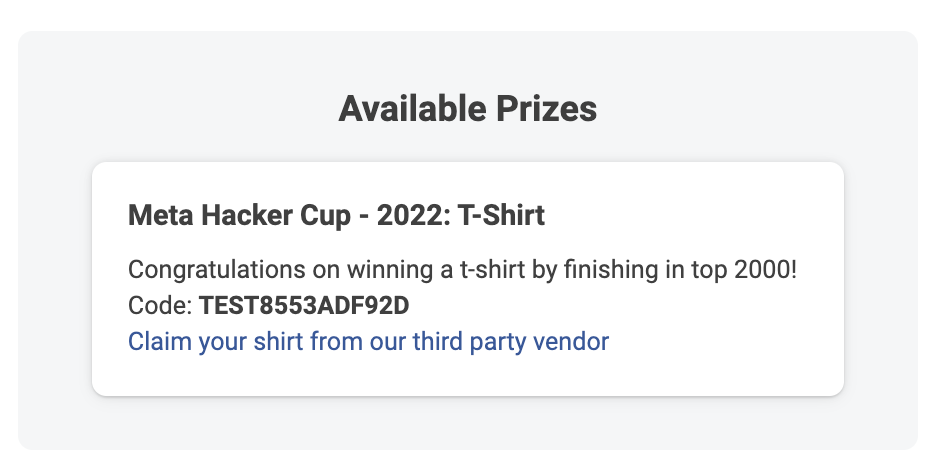 Available Prizes
Meta Hacker Cup - 2022: T-Shirt
Congratulations on winning a t-shirt by finishing in top 2000!
Code: TEST8553ADF92D
Claim your shirt from our third party vendor